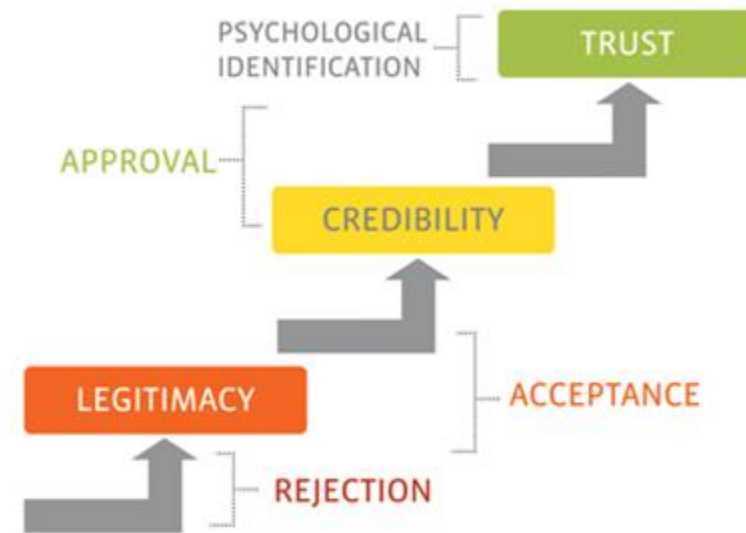 PSYCHOLOGICAL
IDENTIFICATION
TRUST
APPROVAL
CREDIBILITY
LEGITIMACY
ACCEPTANCE
REJECTION